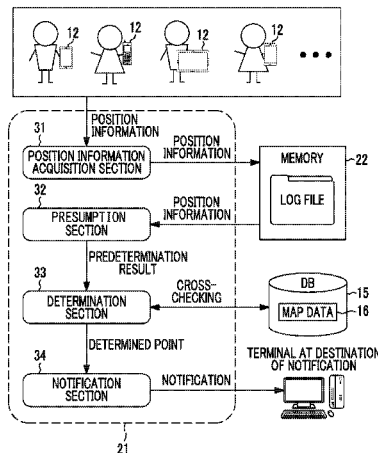 12
12
12
12
POSITION
INFORMATION
31
POSITION INFORMATION
ACQUISITION SECTION
POSITION
INFORMATION
MEMORY
22
LOG FILE
32
PRESUMPTION
SECTION
POSITION
INFORMATION
PREDETERMINATION
RESULT
33
DETERMINATION
SECTION
CROSS-
CHECKING
DB
15
MAP DATA
16
DETERMINED POINT
TERMINAL AT DESTINATION
OF NOTIFICATION
34
NOTIFICATION
SECTION
NOTIFICATION
21